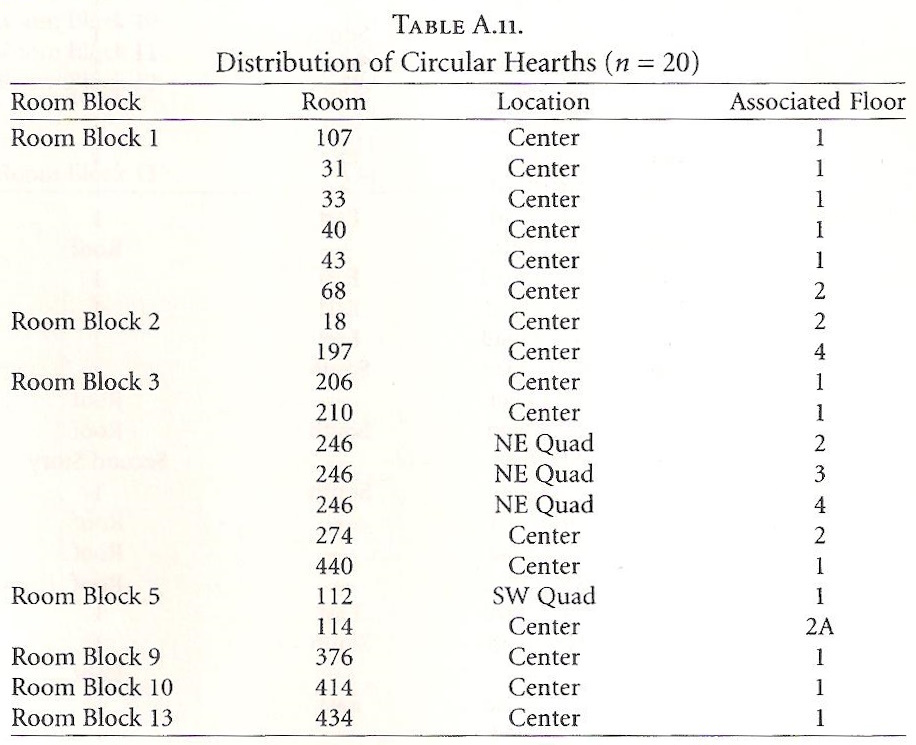 TABLE A.11.
Distribution of Circular Hearths (n = 20)
Room Block Room Location Associated Floor
Room Block 1 107 Center 1
31 Center 1
33 Center 1
40 Center 1
43 Center 1
68 Center 2
Room Block 2 18 Center 2
197 Center 4
Room Block 3 206 Center 1
210 Center 1
246 NE Quad 2
246 NE Quad 3
246 NE Quad 4
274 Center 2
440 Center 1
Room Block 5 112 SW Quad 1
114 Center 2A
Room Block 9 376 Center 1
Room Block 10 414 Center 1
Room Block 13 434 Center 1